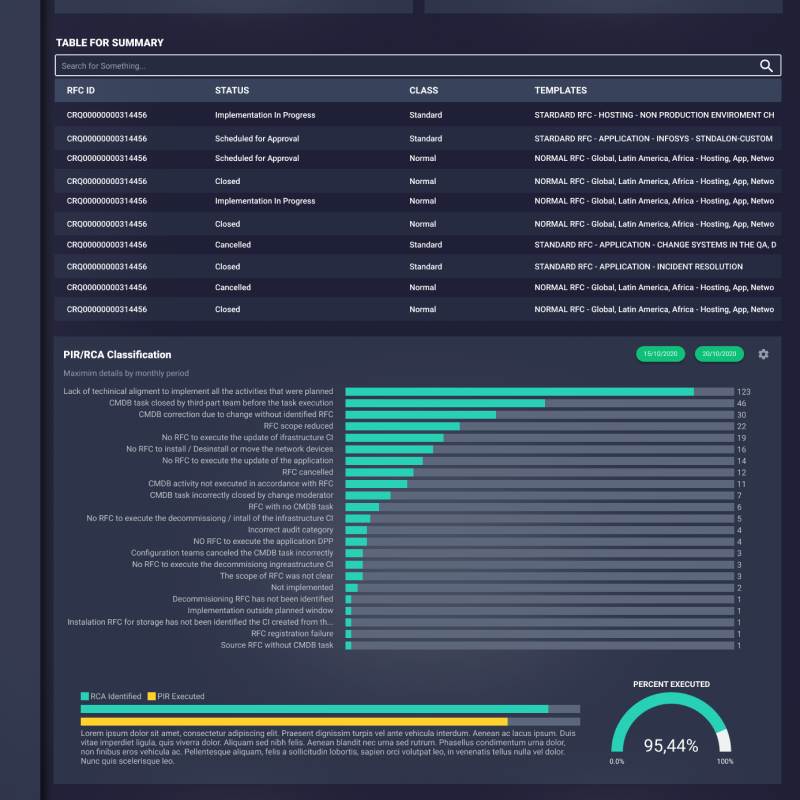 TABLE FOR SUMMARY
Search for Something...
RFC ID STATUS CLASS TEMPLATES
CRQ00000000314456 Implementation In Progress Standard STARDARD RFC - HOSTING - NON PRODUCTION ENVIROMENT CH
CRQ00000000314456 Scheduled for Approval Standard STARDARD RFC - APPLICATION - INFOSYS - STNDALON-CUSTOM
CRQ00000000314456 Scheduled for Approval Normal NORMAL RFC - Global, Latin America, Africa - Hosting, App, Netwo
CRQ00000000314456 Closed Normal NORMAL RFC - Global, Latin America, Africa - Hosting, App, Netwo
CRQ00000000314456 Implementation In Progress Normal NORMAL RFC - Global, Latin America, Africa - Hosting, App, Netwo
CRQ00000000314456 Closed Normal NORMAL RFC - Global, Latin America, Africa - Hosting, App, Netwo
CRQ00000000314456 Cancelled Standard STANDARD RFC - APPLICATION - CHANGE SYSTEMS IN THE QA, D
CRQ00000000314456 Closed Standard STANDARD RFC - APPLICATION - INCIDENT RESOLUTION
CRQ00000000314456 Cancelled Normal NORMAL RFC - Global, Latin America, Africa - Hosting, App, Netwo
CRQ00000000314456 Closed Normal NORMAL RFC - Global, Latin America, Africa - Hosting, App, Netwo
PIR/RCA Classification 15/10/2020 20/10/2020
Maximim details by monthly period
Lack of techinical aligment to implement all the activities that were planned 123
CMDB task closed by third-part team before the task execution 46
CMDB correction due to change without identified RFC 30
RFC scope reduced 22
No RFC to execute the update of ifrastructure CI 19
No RFC to install / Desinstall or move the network devices 16
No RFC to execute the update of the application 14
RFC cancelled 12
CMDB activity not executed in accordance with RFC 11
CMDB task incorrectly closed by change moderator 7
RFC with no CMDB task 6
No RFC to execute the decommissiong / intall of the infrastructure CI 5
Incorrect audit category 4
NO RFC to execute the application DPP 4
Configuration teams canceled the CMDB task incorrectly 3
No RFC to execute the decommisiong ingreastructure CI 3
The scope of RFC was not clear 3
Not implemented 2
Decommisioning RFC has not been identified 1
Implementation outside planned window 1
Instalation RFC for storage has not been identified the CI created from th... 1
RFC registration failure 1
Source RFC without CMDB task 1
RCA Identified PIR Executed
Lorem ipsum dolor sit amet, consectetur adipiscing elit. Praesent dignissim turpis vel ante vehicula interdum. Aenean ac lacus ipsum. Duis
vitae imperdiet ligula, quis viverra dolor. Aliquam sed nibh felis. Aenean blandit nec urna sed rutrum. Phasellus condimentum urna dolor,
non finibus eros vehicula ac. Pellentesque aliquam, felis a sollicitudin lobortis, sapien orci volutpat leo, in venenatis tellus nulla vel dolor.
Nunc quis scelerisque leo.
PERCENT EXECUTED
95,44%
0.0% 100%